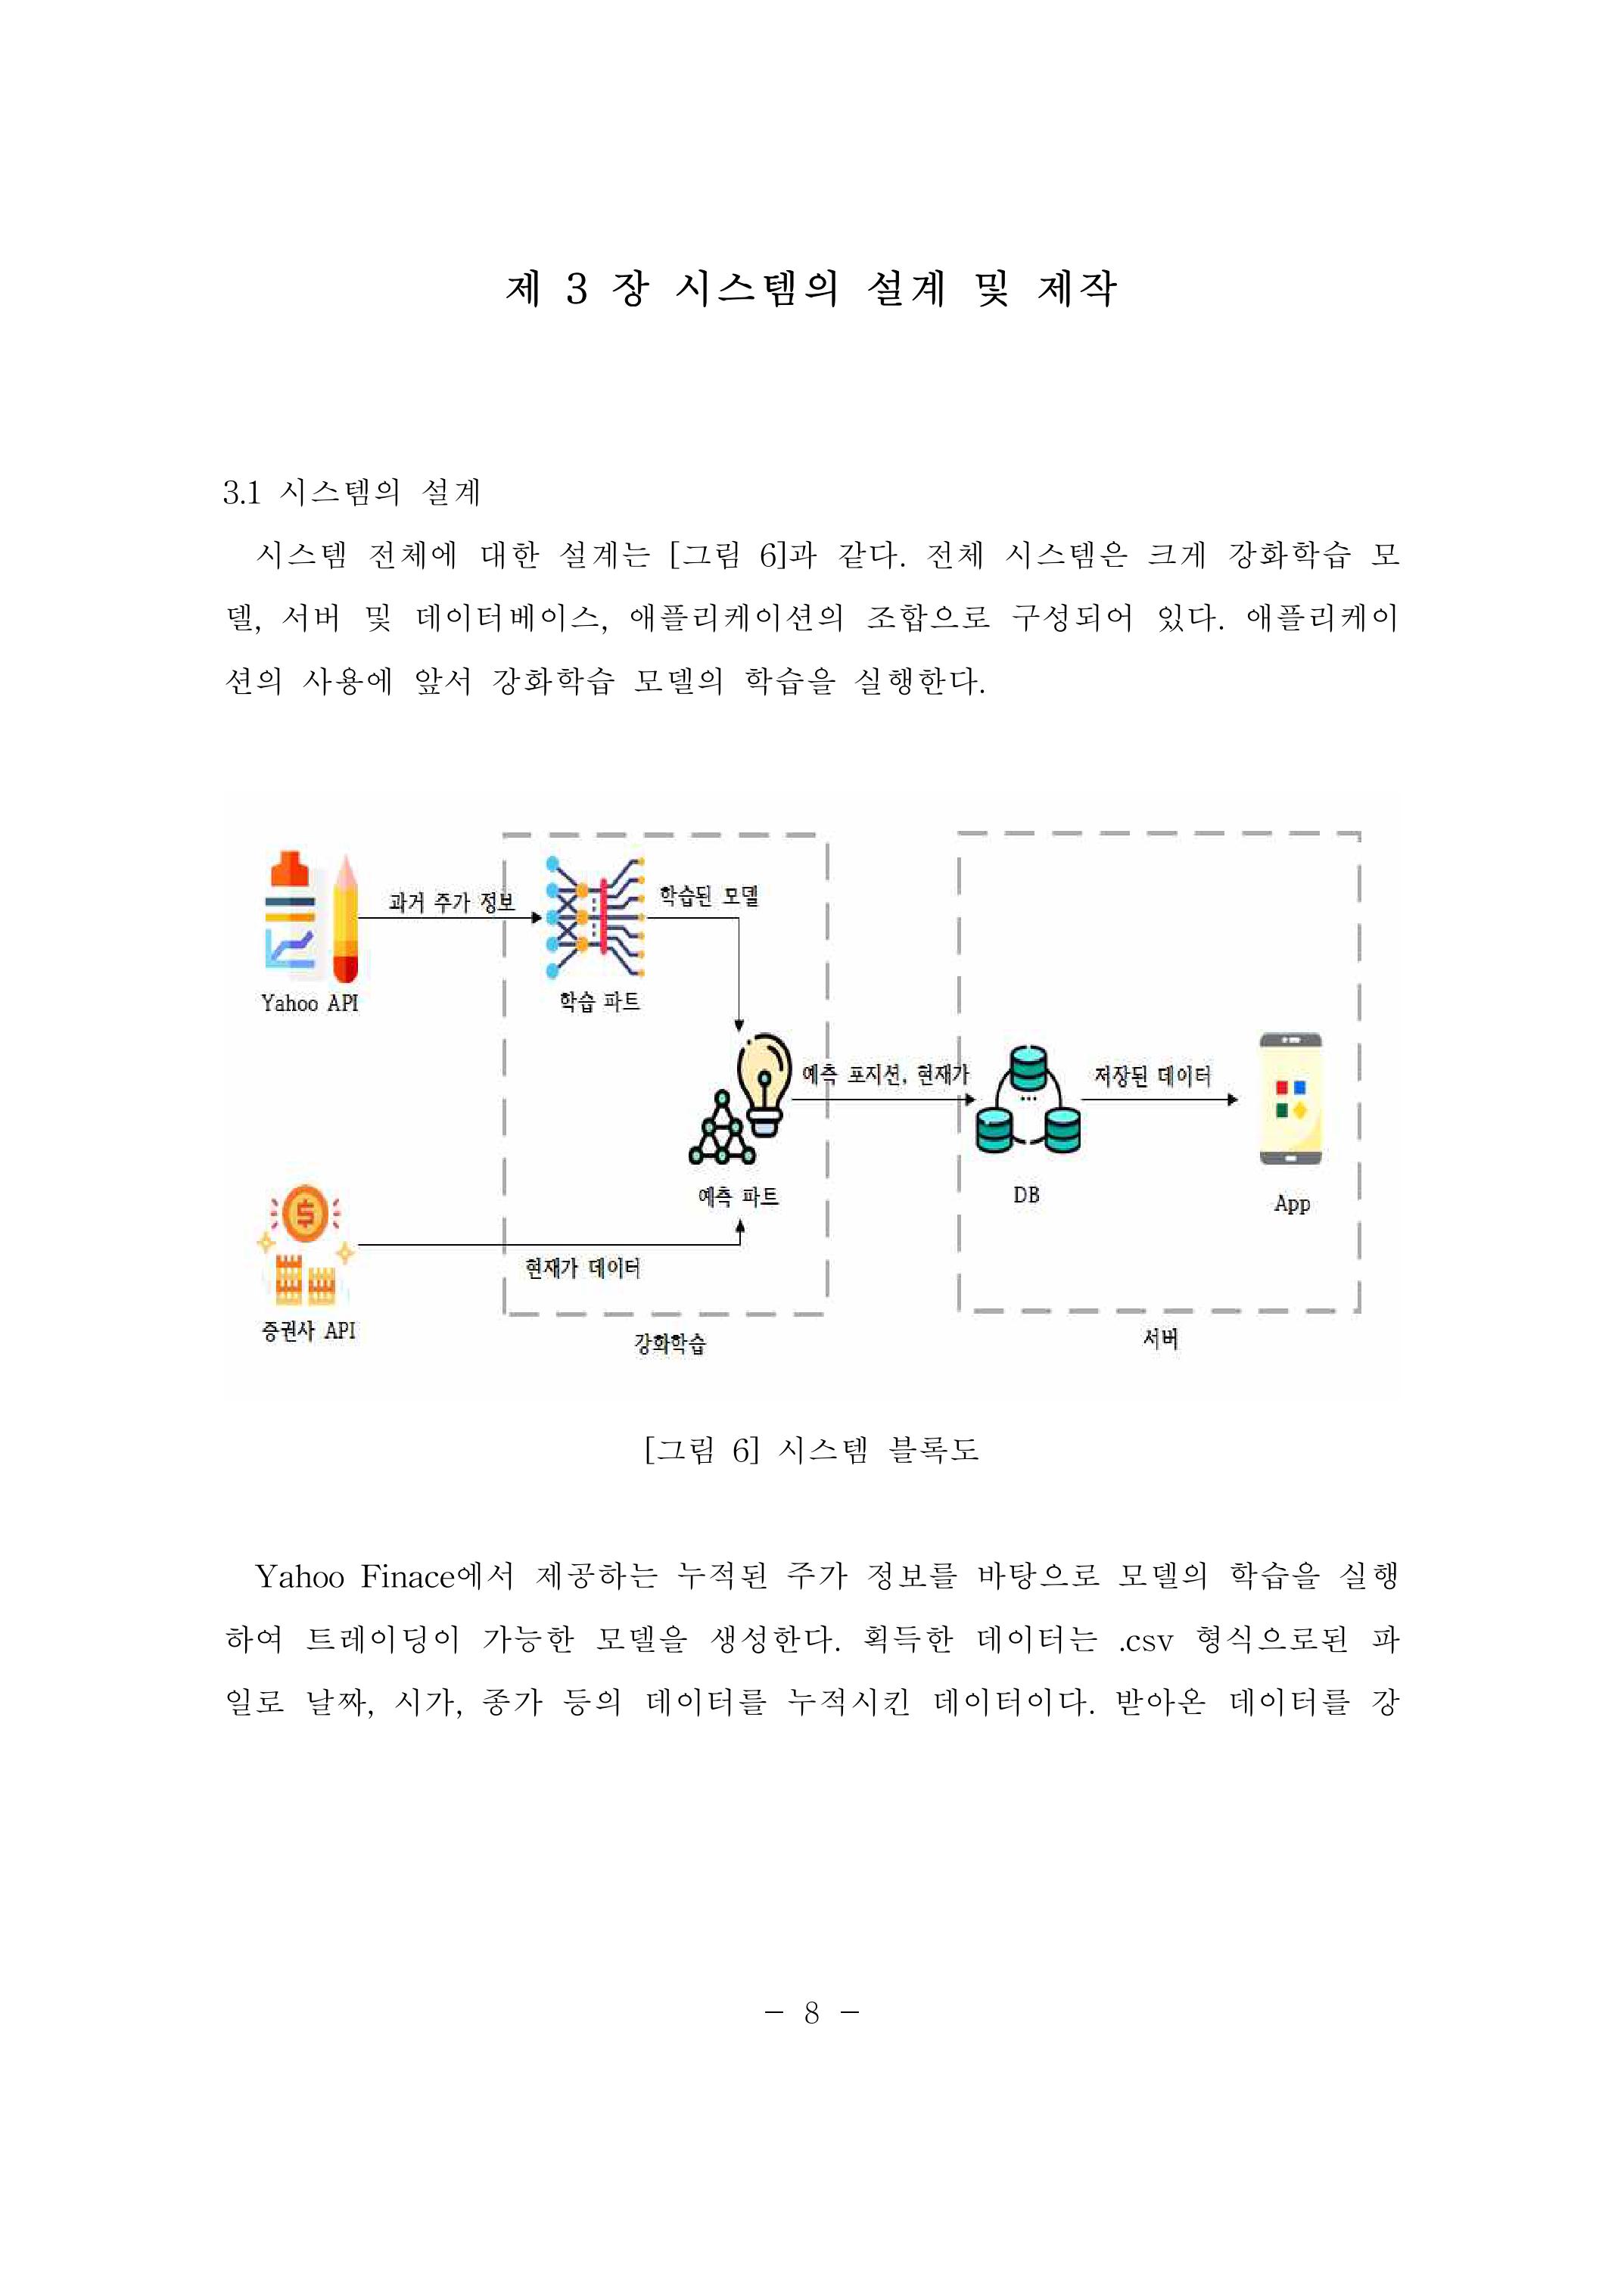 제 3 장 시스템의 설계 및 제작
3.1 시스템의 설계
시스템 전체에 대한 설계는 [그림 6]과 같다. 전체 시스템은 크게 강화학습 모
델, 서버 및 데이터베이스, 애플리케이션의 조합으로 구성되어 있다. 애플리케이
션의 사용에 앞서 강화학습 모델의 학습을 실행한다.
과거 주가 정보
학습된 모델
Yahoo API
학습 파트
예측 포지션, 현재가
저장된 데이터
예측 파트
DB
App
현재가 데이터
증권사 API
강화학습
서버
[그림 6] 시스템 블록도
Yahoo Finace에서 제공하는 누적된 주가 정보를 바탕으로 모델의 학습을 실행
하여 트레이딩이 가능한 모델을 생성한다. 획득한 데이터는 .csv 형식으로된 파
일로 날짜, 시가, 종가 등의 데이터를 누적시킨 데이터이다. 받아온 데이터를 강
- 8 -